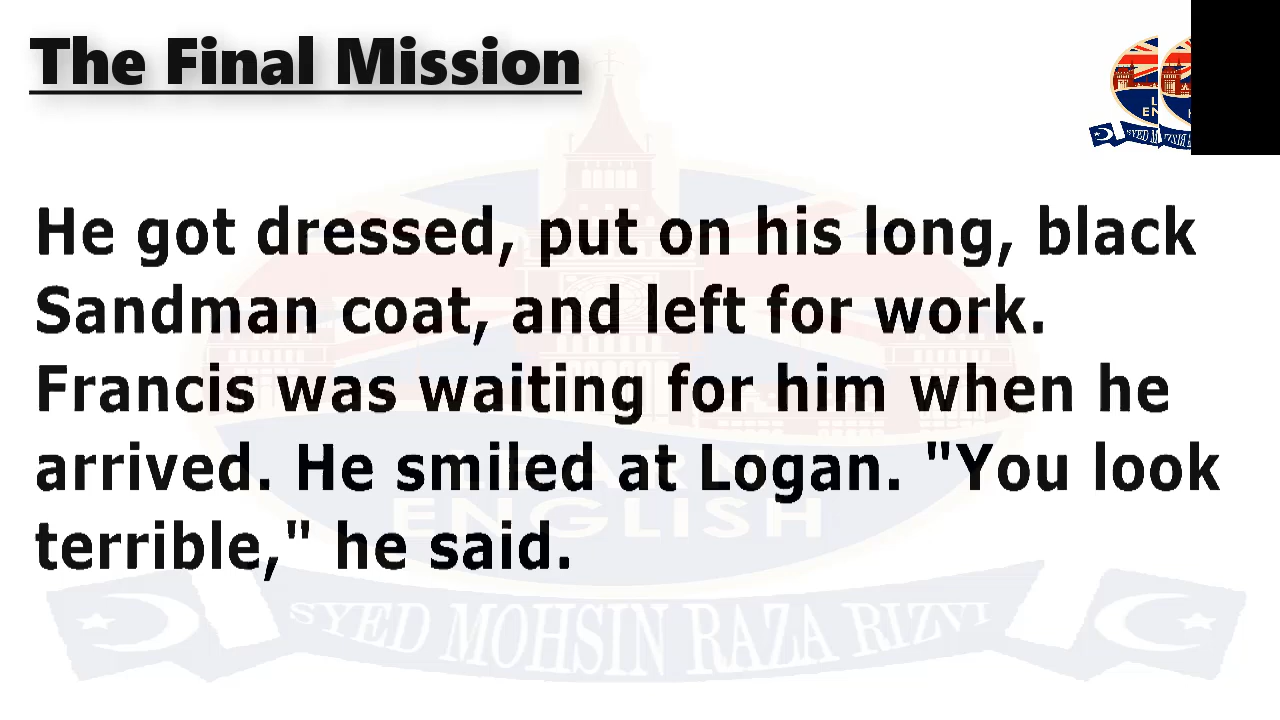 The Final Mission
He got dressed, put on his long, black
Sandman coat, and left for work.
Francis was waiting for him when he
arrived. He smiled at Logan. "You look
terrible," he said.
LEARN
ENGLISH
SYED MOHSIN RAZA RIZVI